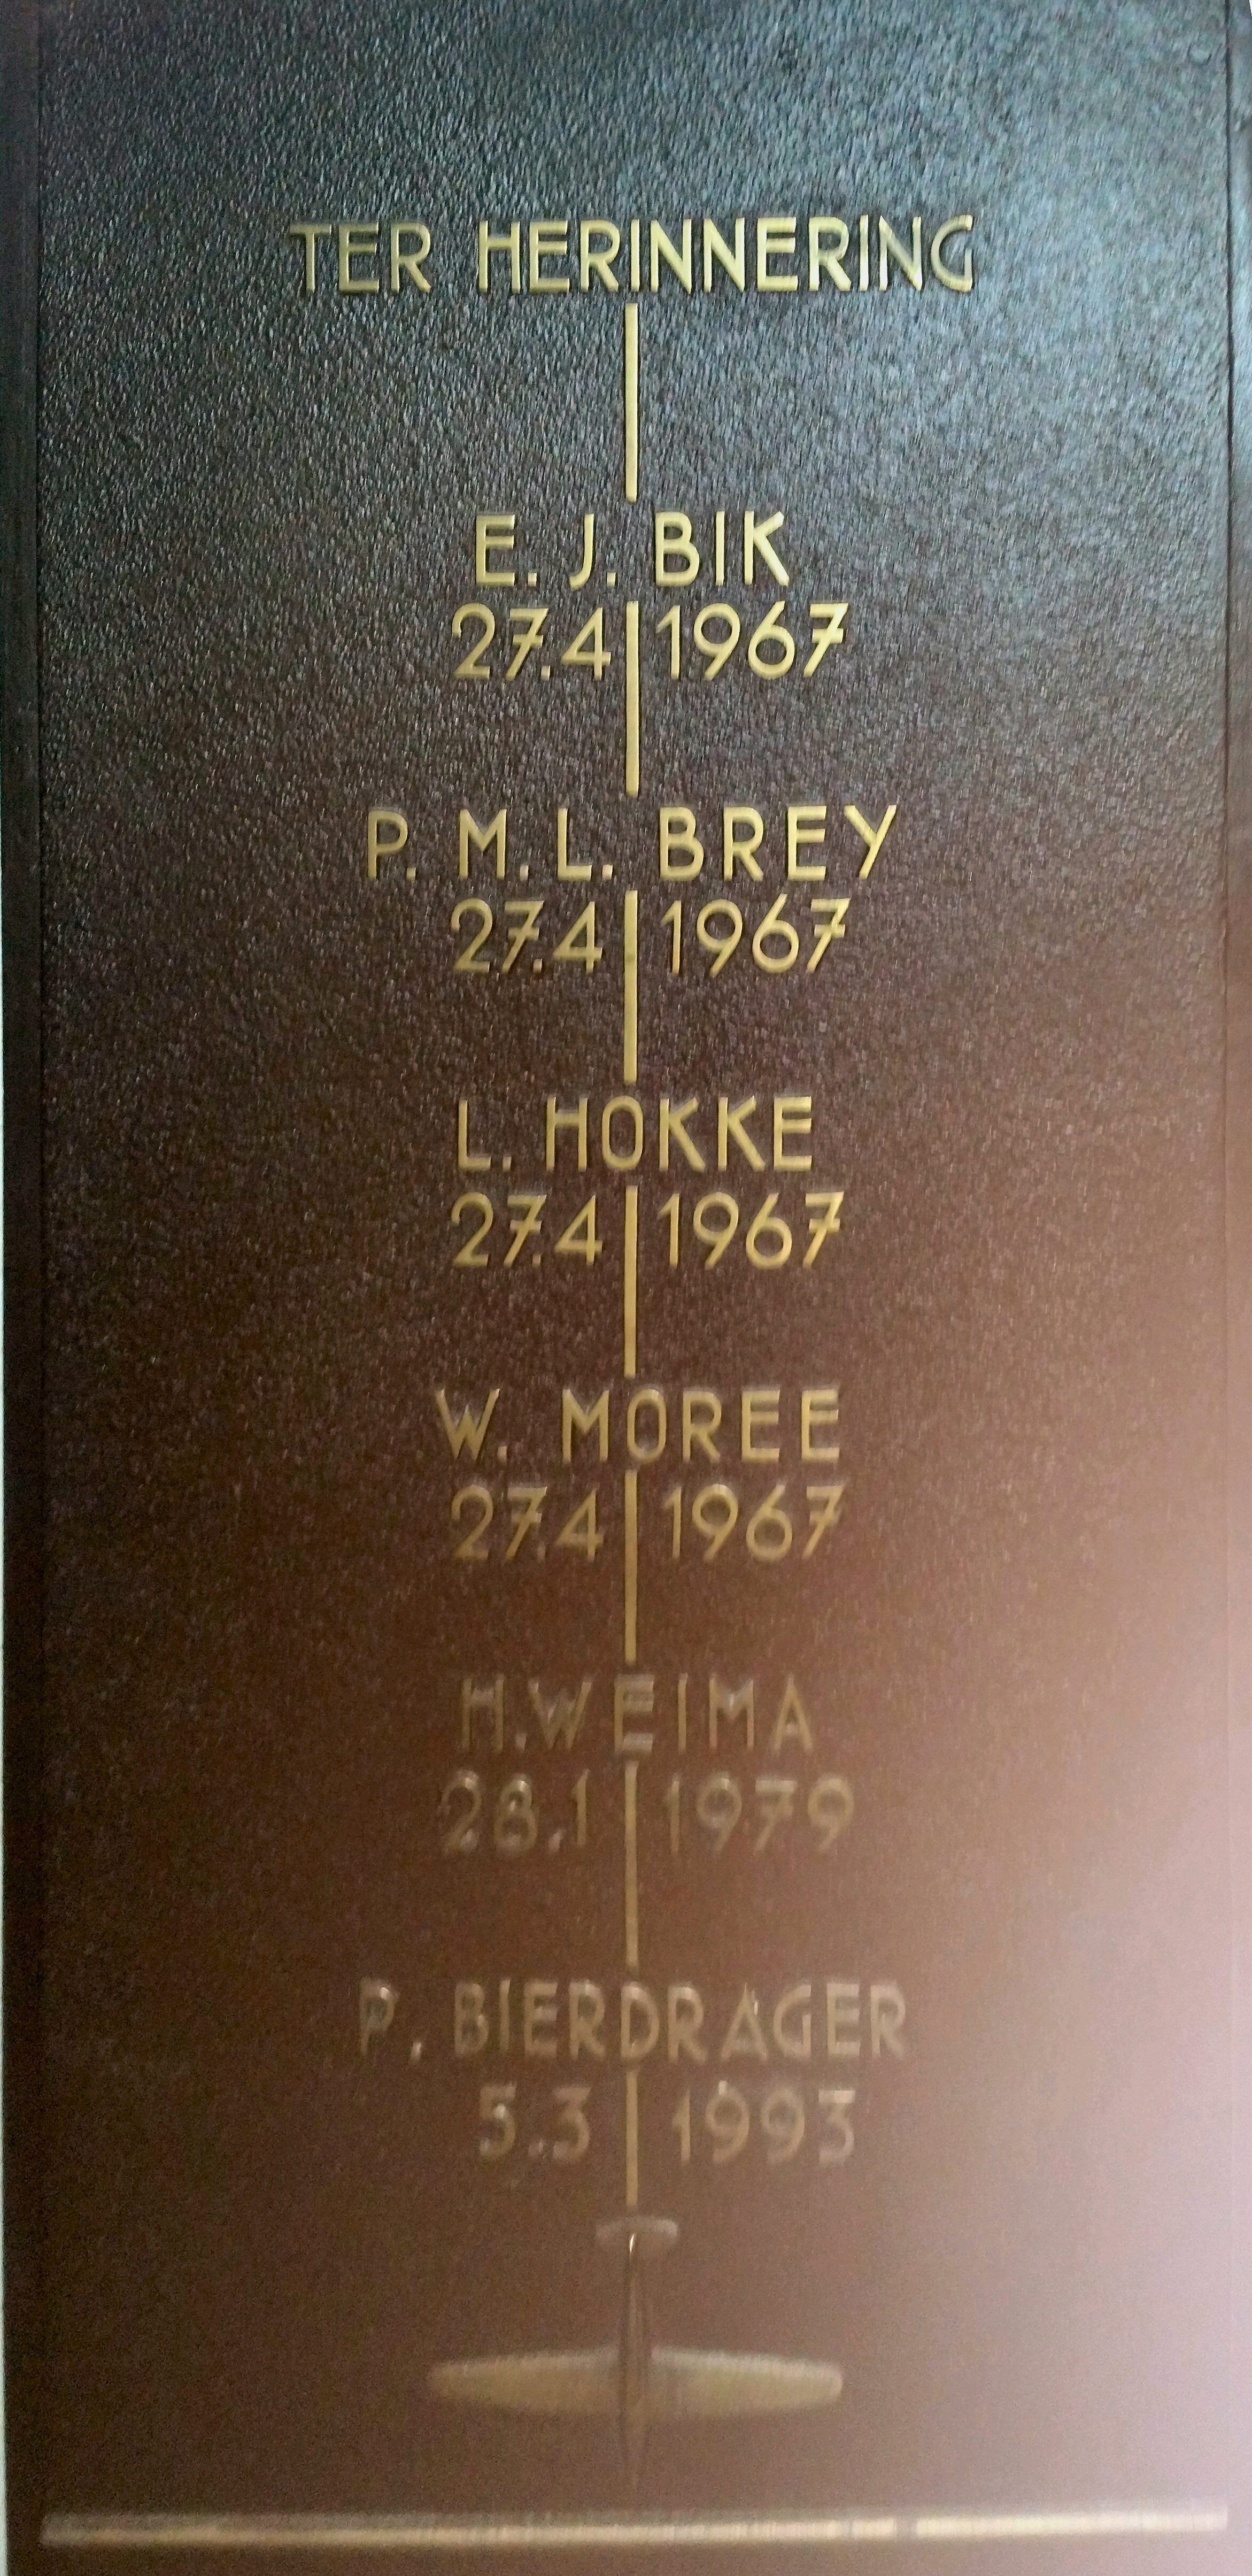 TER HERINNERING
E. J. BIK
27.4 1967
P. M. L. BREY
27.4 1967
L. HOKKE
27.4 1967
W. MOREE
27.4 1967
H. WEIMA
28.1 1979
P. BIERDRAGER
5.3 1993